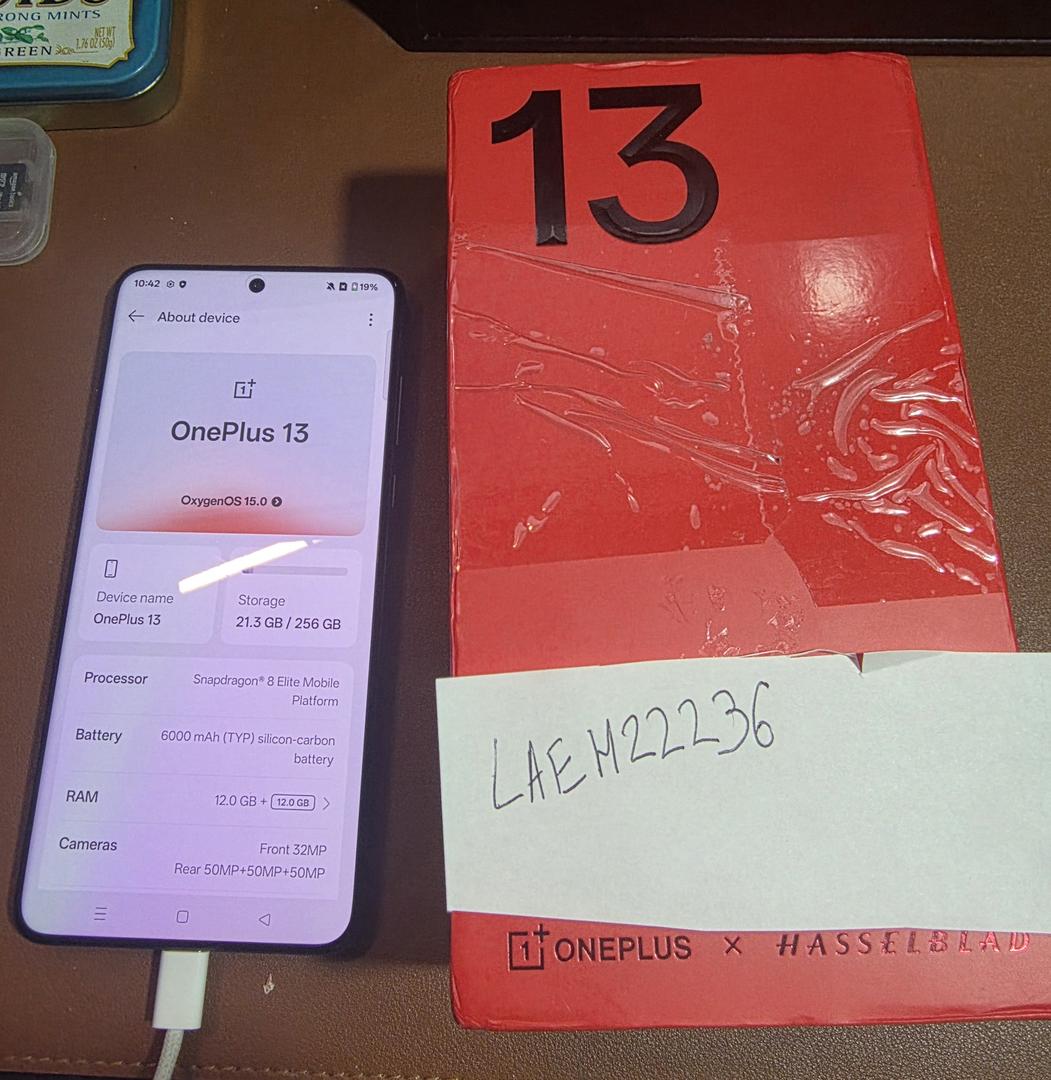 RONG MINTS
NET WT
1.76 OZ (50g)
GREEN
13
10:42
19%
About device
OnePlus 13
OxygenOS 15.0
Device name
OnePlus 13
Storage
21.3 GB / 256 GB
Processor
Snapdragon® 8 Elite Mobile
Platform
Battery
6000 mAh (TYP) silicon-carbon
battery
RAM
12.0 GB + 12.0 GB
Cameras
Front 32MP
Rear 50MP+50MP+50MP
LAEM22236
1+ ONEPLUS × HASSELBLAD